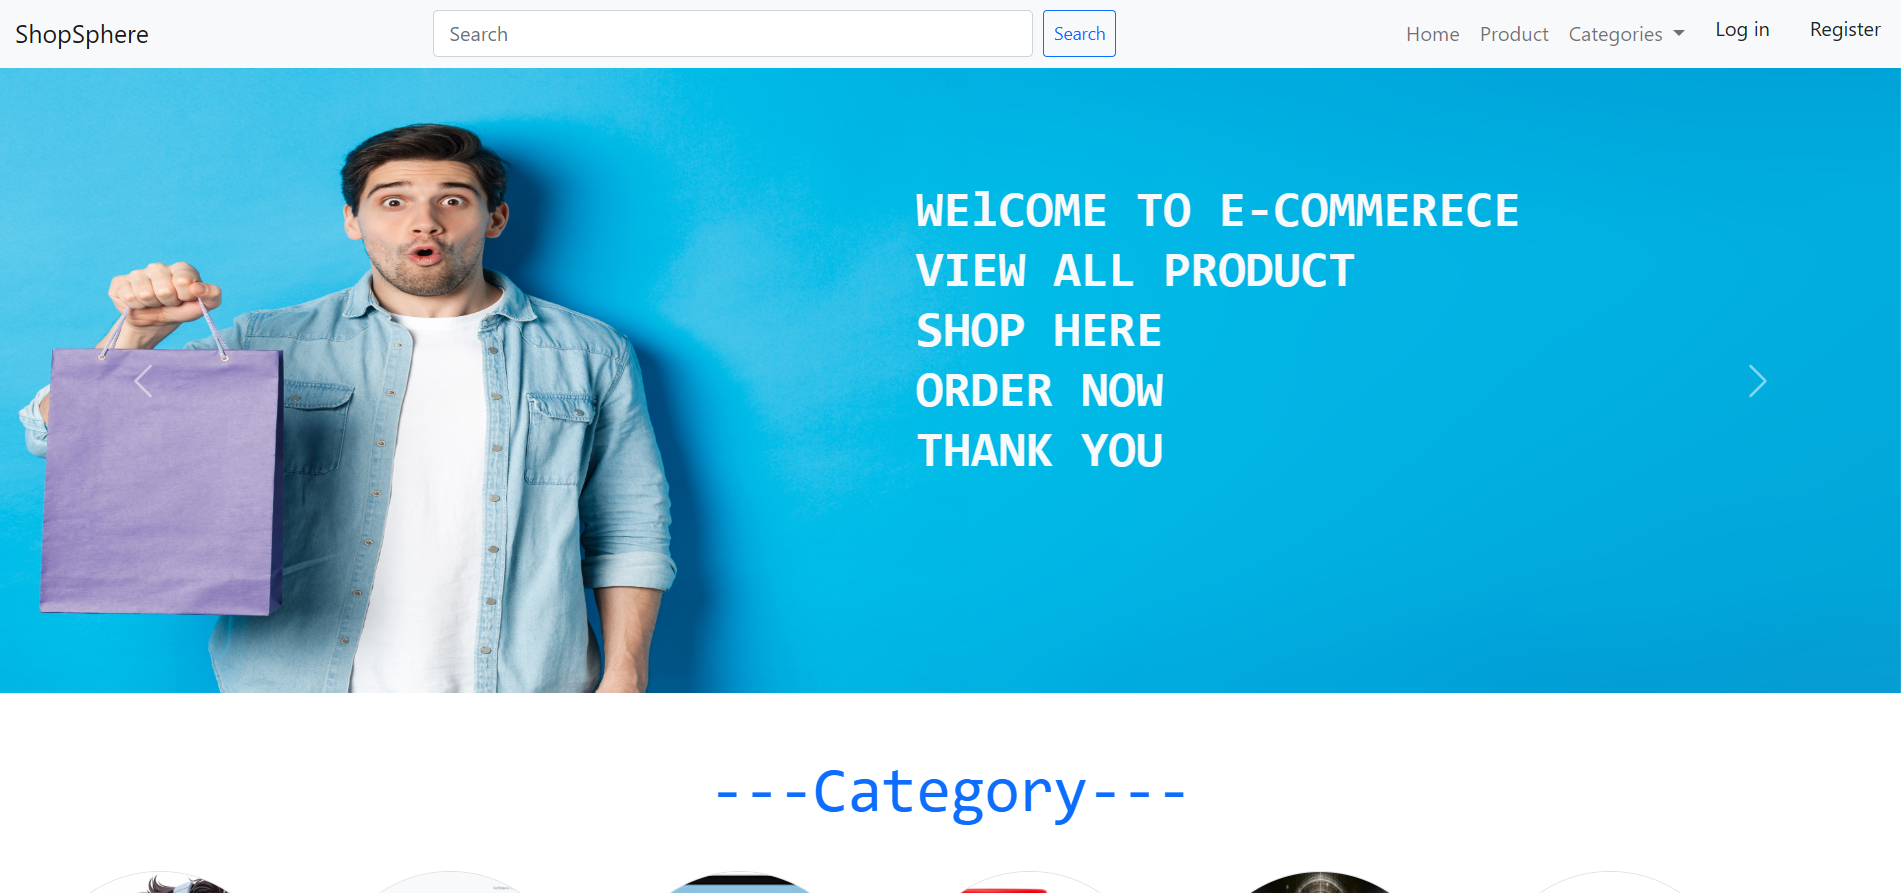 ShopSphere
Search
Search
Home
Product
Categories
Log in
Register
WElCOME TO E-COMMERECE
VIEW ALL PRODUCT
SHOP HERE
ORDER NOW
THANK YOU
---Category---